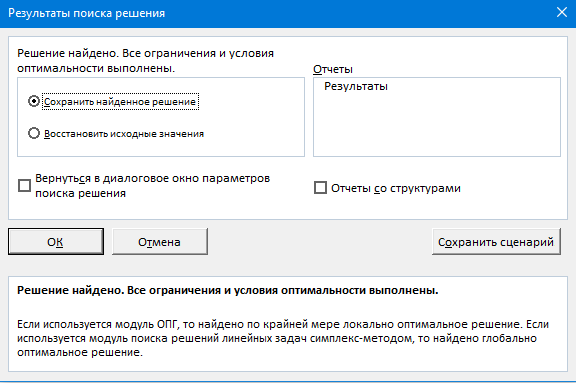 Результаты поиска решения
Решение найдено. Все ограничения и условия
оптимальности выполнены.
Отчеты
Результаты
Сохранить найденное решение
Восстановить исходные значения
Вернуться в диалоговое окно параметров
поиска решения
Отчеты со структурами
ОК
Отмена
Сохранить сценарий
Решение найдено. Все ограничения и условия оптимальности выполнены.
Если используется модуль ОПГ, то найдено по крайней мере локально оптимальное решение. Если
используется модуль поиска решений линейных задач симплекс-методом, то найдено глобально
оптимальное решение.